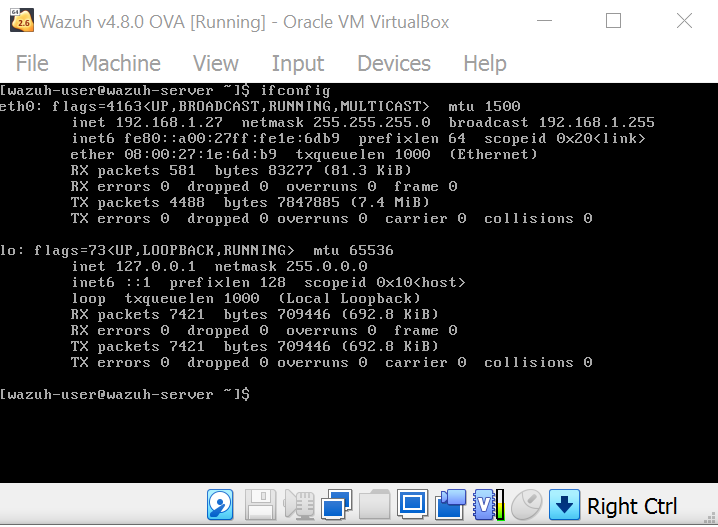 64
2.6
Wazuh v4.8.0 OVA [Running] - Oracle VM VirtualBox
File Machine View Input Devices Help
[wazuh-user@wazuh-server ~]$ ifconfig
eth0: flags=4163<UP,BROADCAST,RUNNING,MULTICAST> mtu 1500
inet 192.168.1.27 netmask 255.255.255.0 broadcast 192.168.1.255
inet6 fe80::a00:27ff:fe1e:6db9 prefixlen 64 scopeid 0x20<link>
ether 08:00:27:1e:6d:b9 txqueuelen 1000 (Ethernet)
RX packets 581 bytes 83277 (81.3 KiB)
RX errors 0 dropped 0 overruns 0 frame 0
TX packets 4488 bytes 7847885 (7.4 MiB)
TX errors 0 dropped 0 overruns 0 carrier 0 collisions 0
lo: flags=73<UP,LOOPBACK,RUNNING> mtu 65536
inet 127.0.0.1 netmask 255.0.0.0
inet6 ::1 prefixlen 128 scopeid 0x10<host>
loop txqueuelen 1000 (Local Loopback)
RX packets 7421 bytes 709446 (692.8 KiB)
RX errors 0 dropped 0 overruns 0 frame 0
TX packets 7421 bytes 709446 (692.8 KiB)
TX errors 0 dropped 0 overruns 0 carrier 0 collisions 0
[wazuh-user@wazuh-server ~]$
V
Right Ctrl